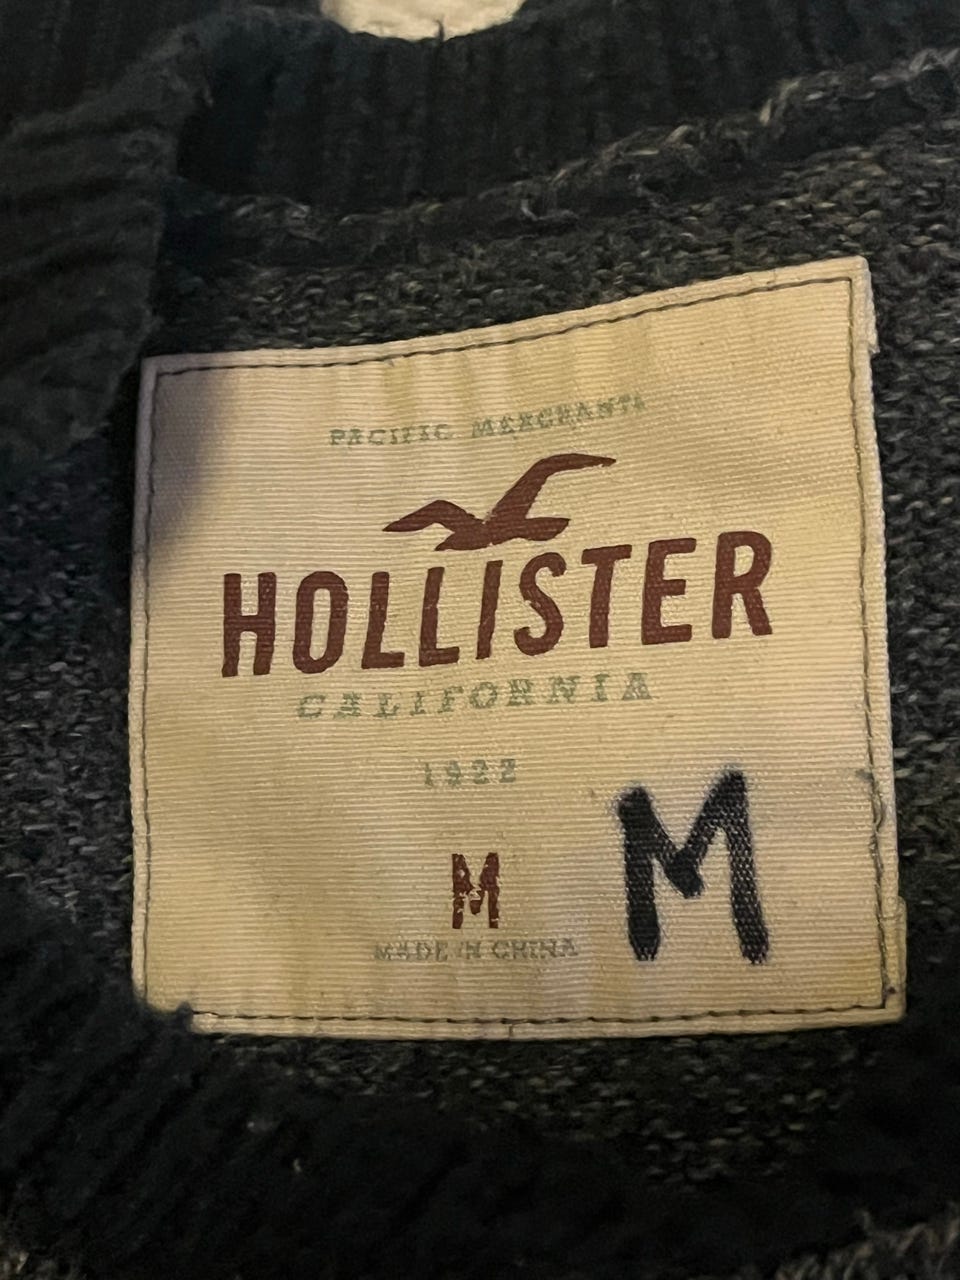 PACIFIC MERCHANTS
HOLLISTER
CALIFORNIA
1922
M M
MADE IN CHINA